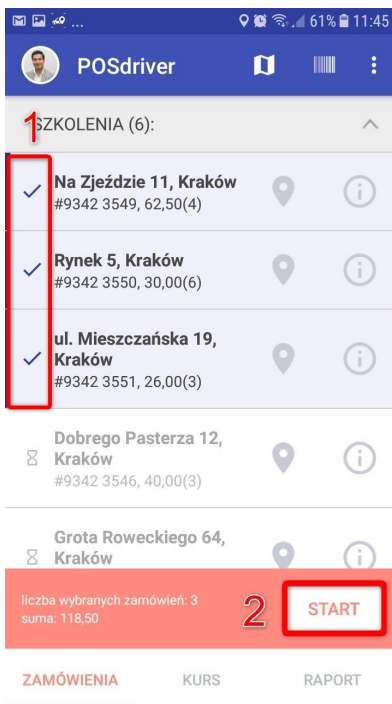 ... 61% 11:45
POSdriver
1
SZKOLENIA (6):
Na Zjeździe 11, Kraków
#9342 3549, 62,50(4)
Rynek 5, Kraków
#9342 3550, 30,00(6)
ul. Mieszczańska 19,
Kraków
#9342 3551, 26,00(3)
Dobrego Pasterza 12,
Kraków
#9342 3546, 40,00(3)
Grota Roweckiego 64,
Kraków
liczba wybranych zamówień: 3
suma: 118,50
2 START
ZAMÓWIENIA KURS RAPORT